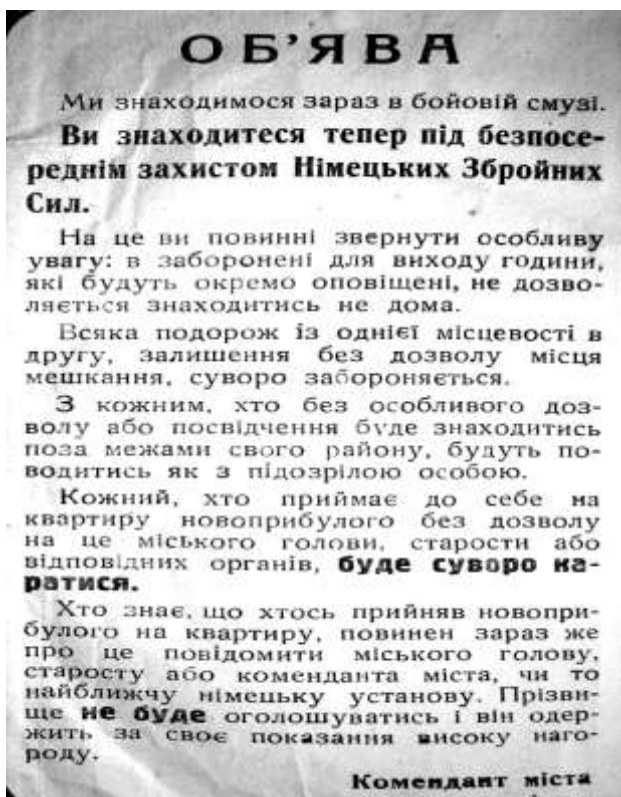 ОБ’ЯВА
Ми знаходимося зараз в бойовій смузі.
Ви знаходитеся тепер під безпосе-
реднім захистом Німецьких Збройних
Сил.
На це ви повинні звернути особливу
увагу: в заборонені для виходу години,
які будуть окремо оповіщені, не дозво-
ляється знаходитись не дома.
Всяка подорож із однієї місцевості в
другу, залишення без дозволу місця
мешкання, суворо забороняється.
З кожним, хто без особливого доз-
волу або посвідчення буде знаходитись
поза межами свого району, будуть по-
водитись як з підозрілою особою.
Кожний, хто приймає до себе на
квартиру новоприбулого без дозволу
на це міського голови, старости або
відповідних органів, буде суворо ка-
ратися.
Хто знає, що хтось прийняв новопри-
булого на квартиру, повинен зараз же
про це повідомити міського голову,
старосту або коменданта міста, чи то
найближчу німецьку установу. Прізви-
ще не буде оголошуватись і він одер-
жить за своє показання високу наго-
роду.
Комендант міста